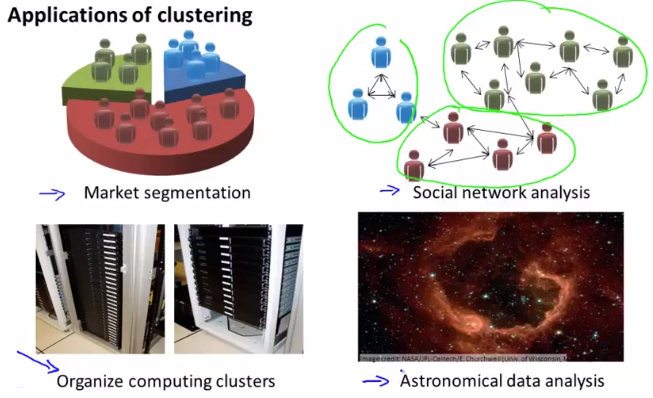 Applications of clustering
Market segmentation
Social network analysis
Image credit: NASA/JPL-Caltech/E. Churchwell (Univ. of Wisconsin,
Organize computing clusters
Astronomical data analysis